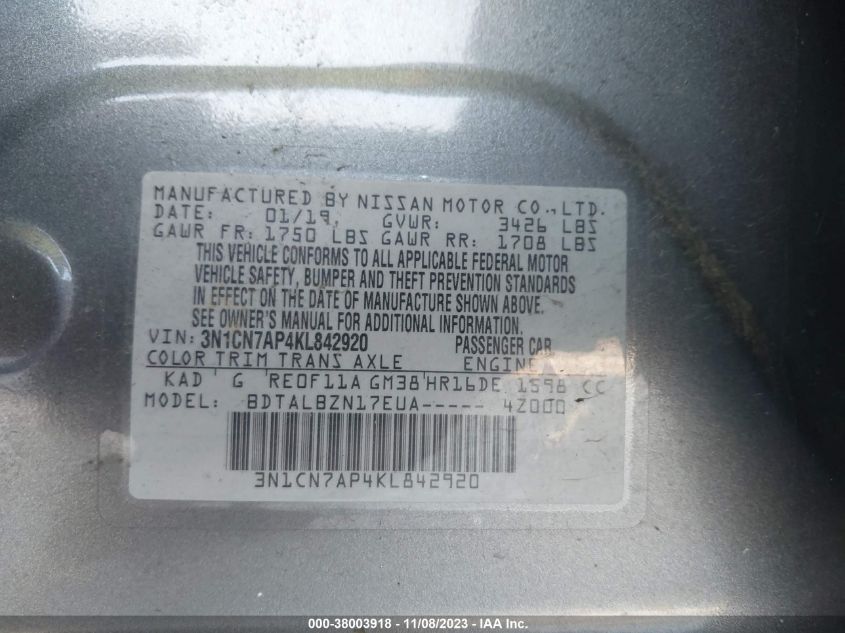 MANUFACTURED BY NISSAN MOTOR CO., LTD.
DATE: 01/19 GVWR: 3426 LBS
GAWR FR: 1750 LBS GAWR RR: 1708 LBS
THIS VEHICLE CONFORMS TO ALL APPLICABLE FEDERAL MOTOR
VEHICLE SAFETY, BUMPER AND THEFT PREVENTION STANDARDS
IN EFFECT ON THE DATE OF MANUFACTURE SHOWN ABOVE.
SEE OWNER'S MANUAL FOR ADDITIONAL INFORMATION.
VIN: 3N1CN7AP4KL842920 PASSENGER CAR
COLOR TRIM TRANS AXLE ENGINE
KAD G RE0F11A GM38 HR16DE 1598 CC
MODEL: BDTALBZN17EUA----- 4Z000
3N1CN7AP4KL842920
000-38003918 - 11/08/2023 - IAA Inc.